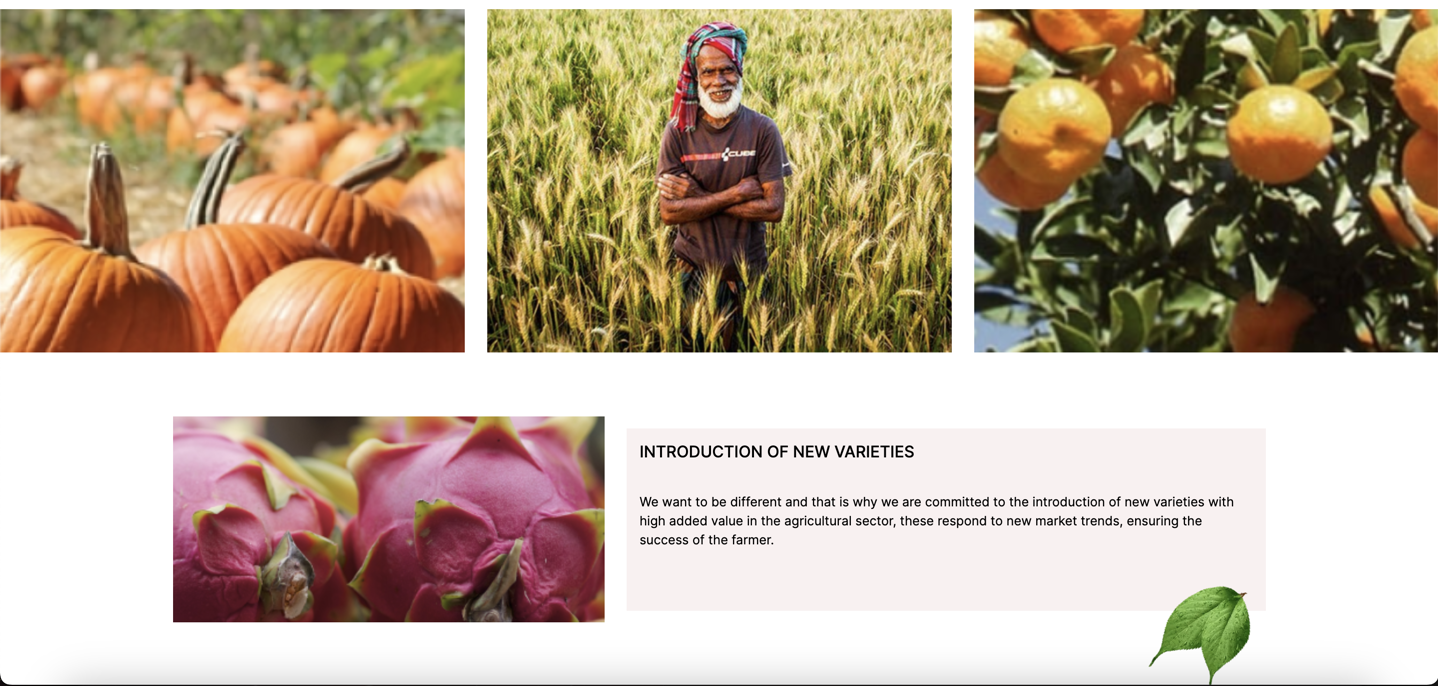 CUBE
INTRODUCTION OF NEW VARIETIES
We want to be different and that is why we are committed to the introduction of new varieties with
high added value in the agricultural sector, these respond to new market trends, ensuring the
success of the farmer.